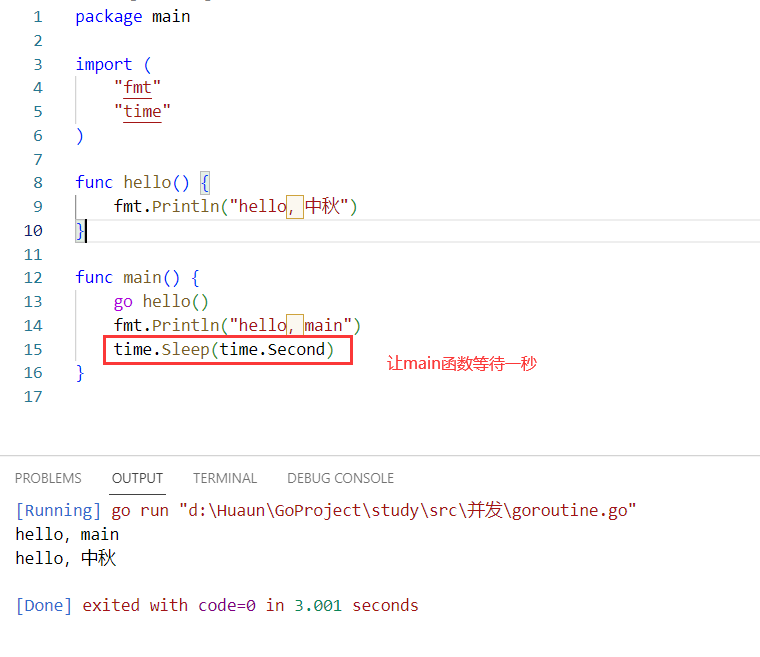 1 package main
2
3 import (
4 "fmt"
5 "time"
6 )
7
8 func hello() {
9 fmt.Println("hello, 中秋")
10 }
11
12 func main() {
13 go hello()
14 fmt.Println("hello, main")
15 time.Sleep(time.Second) 让main函数等待一秒
16 }
17
PROBLEMS OUTPUT TERMINAL DEBUG CONSOLE
[Running] go run "d:\Huaun\GoProject\study\src\并发\goroutine.go"
hello, main
hello, 中秋
[Done] exited with code=0 in 3.001 seconds